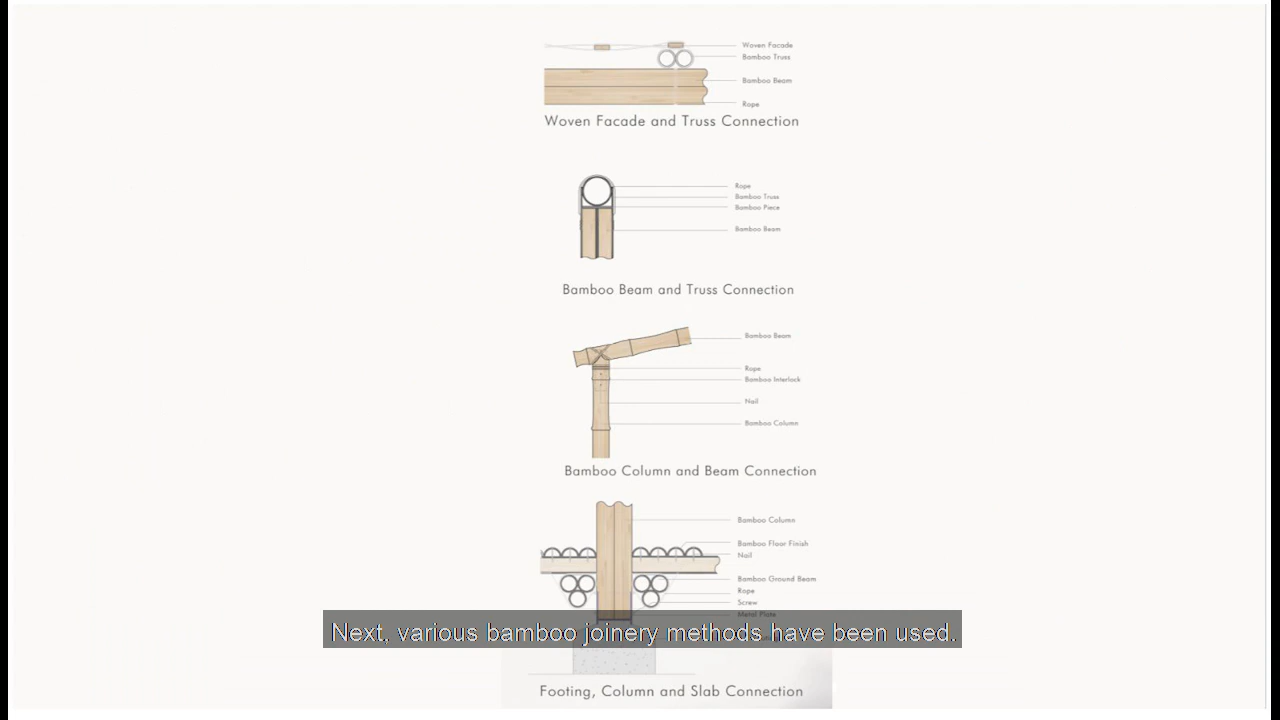 Woven Facade
Bamboo Truss
Bamboo Beam
Rope
Woven Facade and Truss Connection
Rope
Bamboo Truss
Bamboo Piece
Bamboo Beam
Bamboo Beam and Truss Connection
Bamboo Beam
Rope
Bamboo Interlock
Nail
Bamboo Column
Bamboo Column and Beam Connection
Bamboo Column
Bamboo Floor Finish
Nail
Bamboo Ground Beam
Rope
Screw
Metal Plate
Next, various bamboo joinery methods have been used.
Footing, Column and Slab Connection